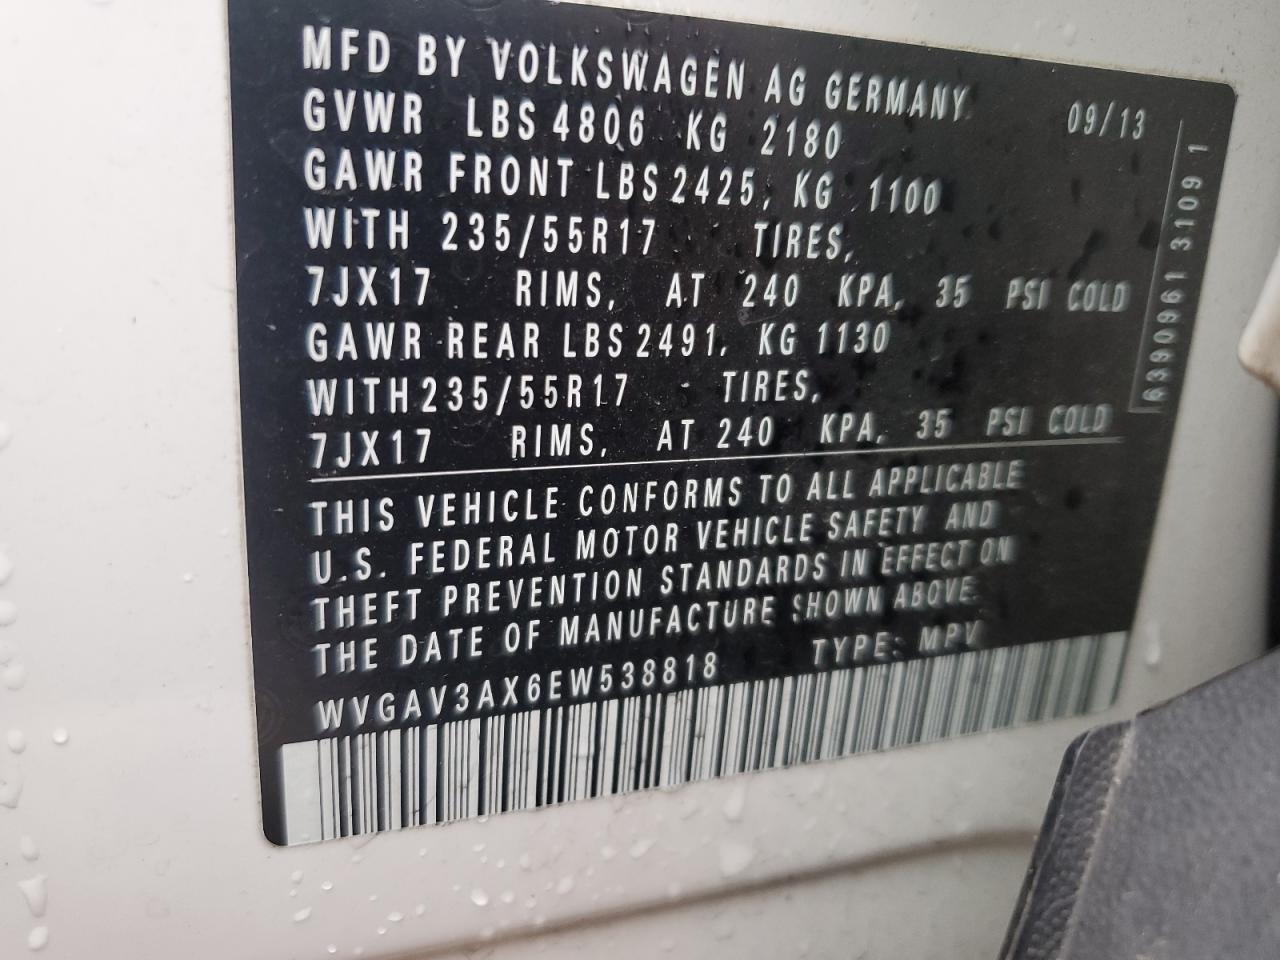 MFD BY VOLKSWAGEN AG GERMANY 09/13
GVWR LBS 4806 KG 2180
GAWR FRONT LBS 2425, KG 1100
WITH 235/55R17 TIRES,
7JX17 RIMS, AT 240 KPA, 35 PSI COLD
GAWR REAR LBS 2491, KG 1130
WITH 235/55R17 TIRES,
7JX17 RIMS, AT 240 KPA, 35 PSI COLD
THIS VEHICLE CONFORMS TO ALL APPLICABLE
U.S. FEDERAL MOTOR VEHICLE SAFETY AND
THEFT PREVENTION STANDARDS IN EFFECT ON
THE DATE OF MANUFACTURE SHOWN ABOVE
WVGAV3AX6EW538818 TYPE: MPV
6390961 3109 1